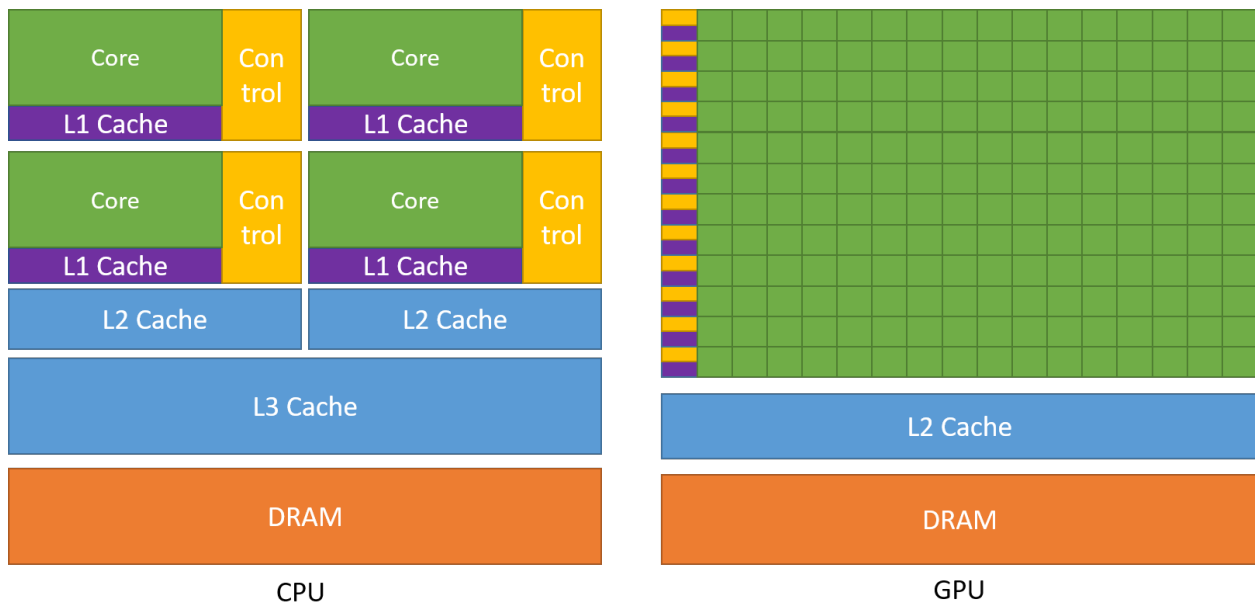 Core
Con
trol
L1 Cache
Core
Con
trol
L1 Cache
Core
Con
trol
L1 Cache
Core
Con
trol
L1 Cache
L2 Cache
L2 Cache
L3 Cache
DRAM
CPU
L2 Cache
DRAM
GPU